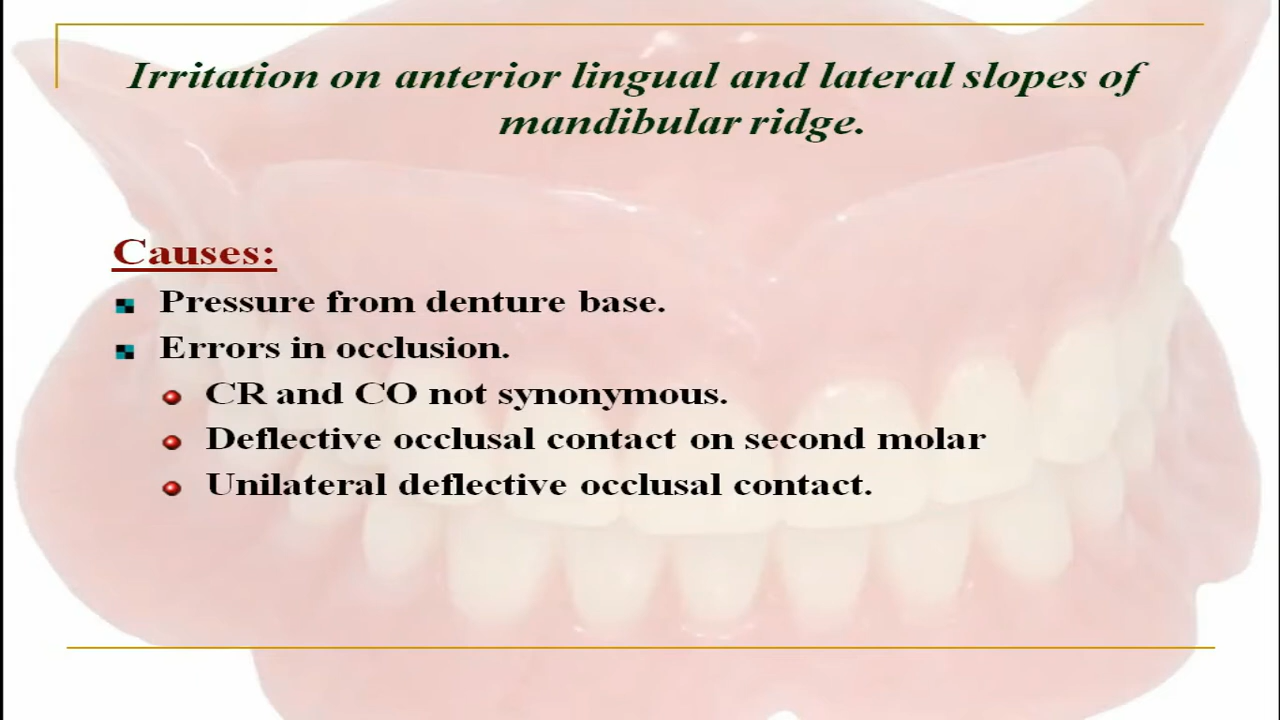 Irritation on anterior lingual and lateral slopes of
mandibular ridge.
Causes:
Pressure from denture base.
Errors in occlusion.
CR and CO not synonymous.
Deflective occlusal contact on second molar
Unilateral deflective occlusal contact.